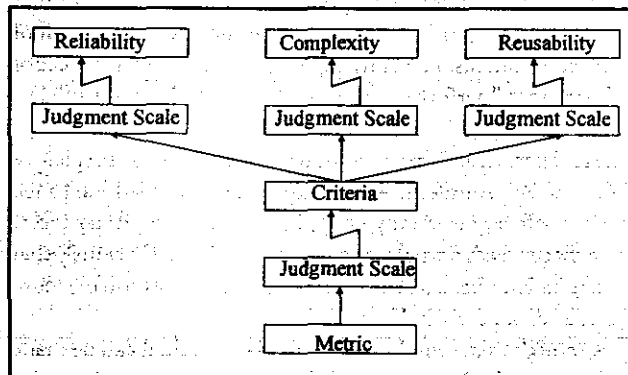 Reliability Complexity Reusability
Judgment Scale Judgment Scale Judgment Scale
Criteria
Judgment Scale
Metric